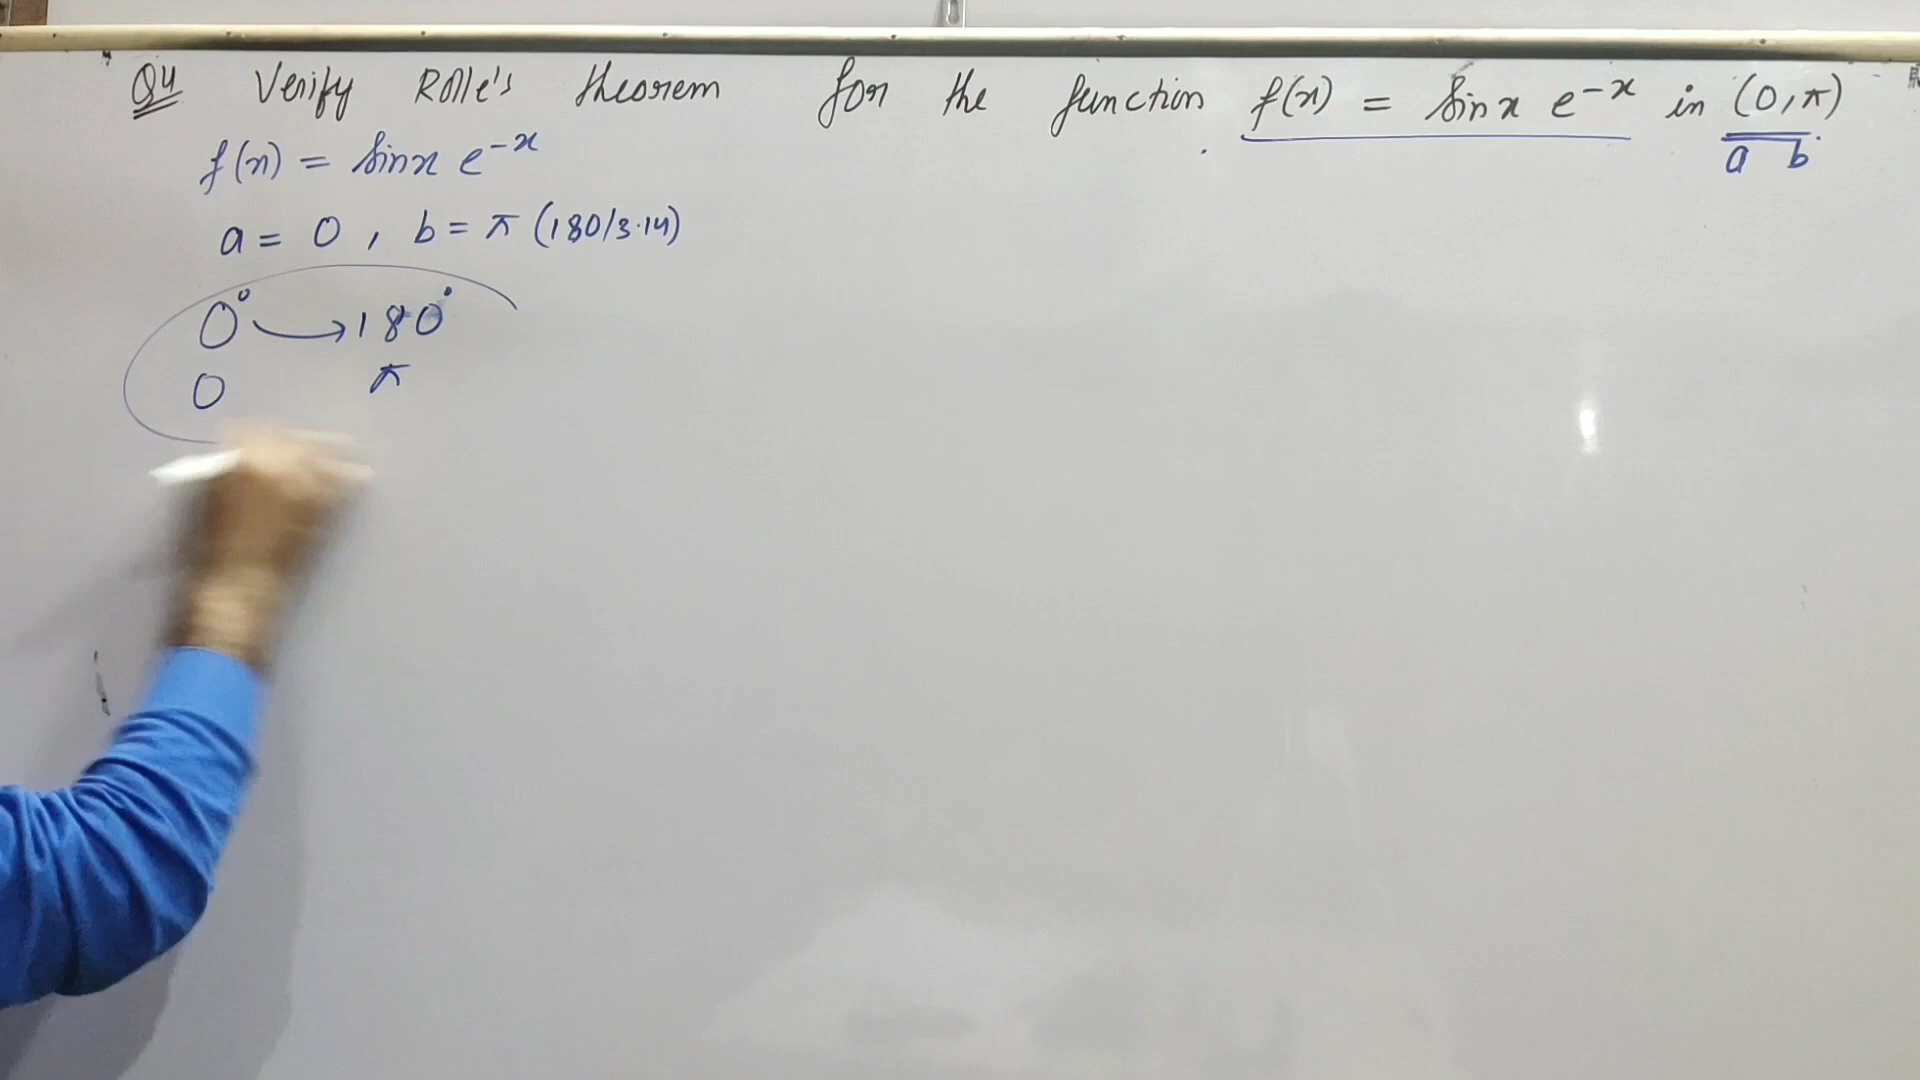 Q4 Verify Rolle's theorem for the function f(x) = sinx e^-x in (0,π)
a b
f(x) = sinx e^-x
a = 0, b = π (180/3.14)
0° → 180°
0 π